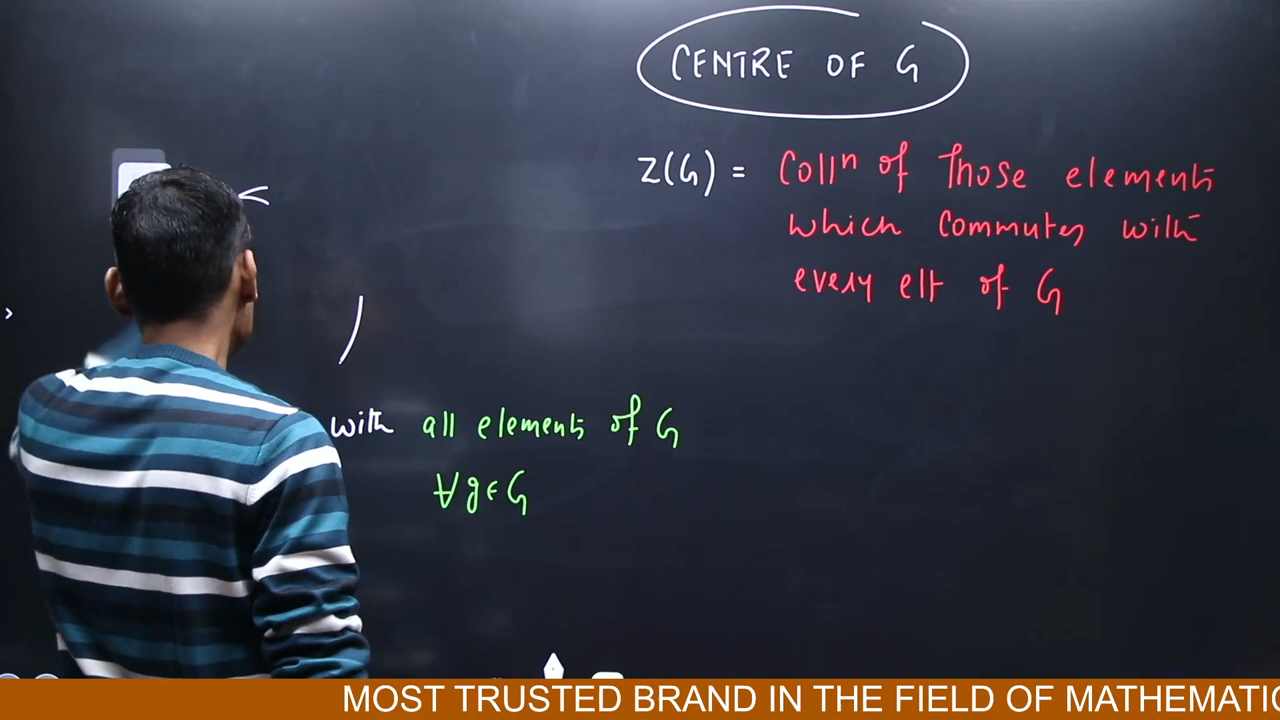 CENTRE OF G
Z(G) = Collⁿ of those elements
which commutes with
every elt of G
with all elements of G
∀ g ∈ G
MOST TRUSTED BRAND IN THE FIELD OF MATHEMATIC